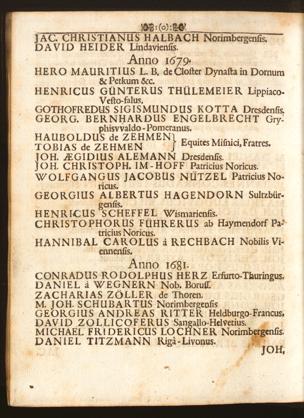 :(o):
JAC. CHRISTIANUS HALBACH Norimbergensis.
DAVID HEIDER Lindaviensis.
Anno 1679.
HERO MAURITIUS L. B. de Closter Dynasta in Dornum
& Petkum &c.
HENRICUS GÜNTERUS THÜLEMEIER Lippiaco-
Vesto-falus.
GOTHOFREDUS SIGISMUNDUS KOTTA Dresdensis.
GEORG. BERNHARDUS ENGELBRECHT Gry-
phisvvaldo-Pomeranus.
HAUBOLDUS de ZEHMEN
TOBIAS de ZEHMEN } Equites Misnici, Fratres.
JOH. ÆGIDIUS ALEMANN Dresdensis.
JOH. CHRISTOPH. IM-HOFF Patricius Noricus.
WOLFGANGUS JACOBUS NÜTZEL Patricius No-
ricus.
GEORGIUS ALBERTUS HAGENDORN Sultzbür-
gensis.
HENRICUS SCHEFFEL Wismariensis.
CHRISTOPHORUS FÜHRERUS ab Haymendorf Pa-
tricius Noricus.
HANNIBAL CAROLUS à RECHBACH Nobilis Vi-
ennensis.
Anno 1681.
CONRADUS RODOLPHUS HERZ Erfurto-Thuringus.
DANIEL à WEGNERN Nob. Boruss.
ZACHARIAS ZÖLLER de Thoren.
M. JOH. SCHUBARTUS Norimbergensis
GEORGIUS ANDREAS RITTER Heldburgo-Francus.
DAVID ZOLLICOFERUS Sangallo-Helvetius.
MICHAEL FRIDERICUS LOCHNER Norimbergensis.
DANIEL TITZMANN Rigâ-Livonus.
JOH,